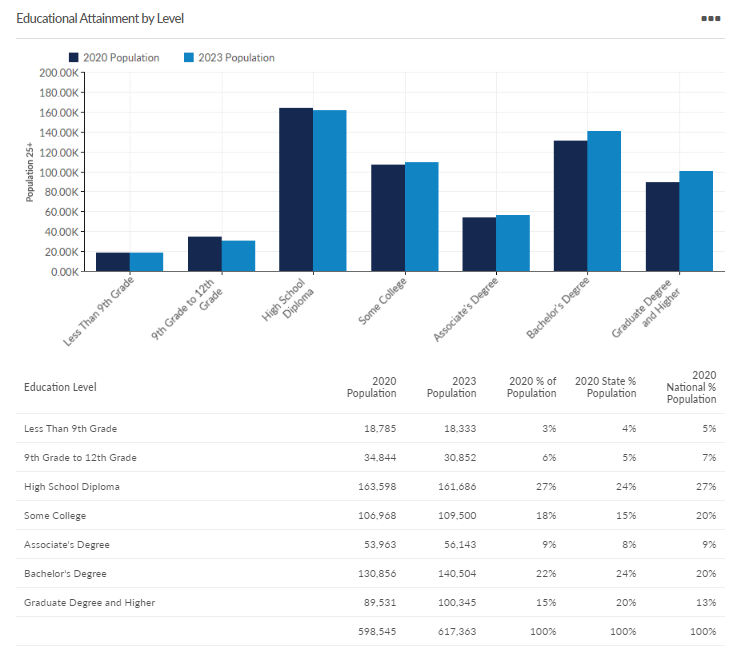 Educational Attainment by Level
2020 Population 2023 Population
200.00K
180.00K
160.00K
140.00K
120.00K
100.00K
80.00K
60.00K
40.00K
20.00K
0.00K
Population 25+
Less Than 9th Grade
9th Grade to 12th
Grade
High School
Diploma
Some College
Associate's Degree
Bachelor's Degree
Graduate Degree
and Higher
Education Level 2020 Population 2023 Population 2020 % of Population 2020 State % Population 2020 National % Population
Less Than 9th Grade 18,785 18,333 3% 4% 5%
9th Grade to 12th Grade 34,844 30,852 6% 5% 7%
High School Diploma 163,598 161,686 27% 24% 27%
Some College 106,968 109,500 18% 15% 20%
Associate's Degree 53,963 56,143 9% 8% 9%
Bachelor's Degree 130,856 140,504 22% 24% 20%
Graduate Degree and Higher 89,531 100,345 15% 20% 13%
598,545 617,363 100% 100% 100%